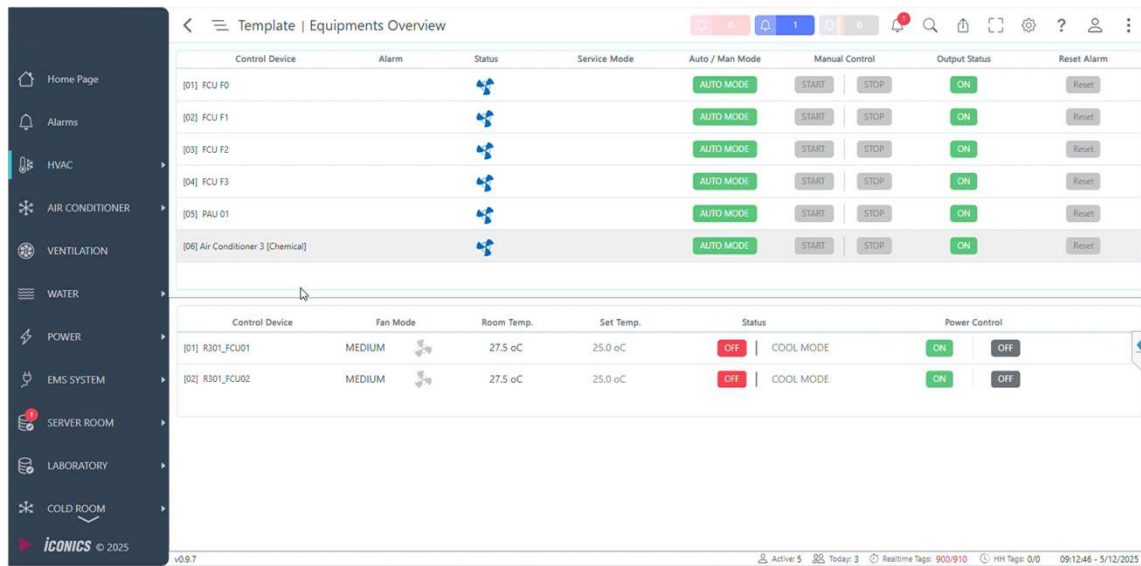 Template | Equipments Overview
0 1 0 1 ?
Control Device Alarm Status Service Mode Auto / Man Mode Manual Control Output Status Reset Alarm
[01] FCU F0 AUTO MODE START STOP ON Reset
[02] FCU F1 AUTO MODE START STOP ON Reset
[03] FCU F2 AUTO MODE START STOP ON Reset
[04] FCU F3 AUTO MODE START STOP ON Reset
[05] PAU 01 AUTO MODE START STOP ON Reset
[06] Air Conditioner 3 [Chemical] AUTO MODE START STOP ON Reset
Control Device Fan Mode Room Temp. Set Temp. Status Power Control
[01] R301_FCU01 MEDIUM 27.5 oC 25.0 oC OFF | COOL MODE ON OFF
[02] R301_FCU02 MEDIUM 27.5 oC 25.0 oC OFF | COOL MODE ON OFF
Home Page
Alarms
HVAC
AIR CONDITIONER
VENTILATION
WATER
POWER
EMS SYSTEM
1
SERVER ROOM
LABORATORY
COLD ROOM
ICONICS © 2025
v0.9.7 Active: 5 Today: 3 Realtime Tags: 900/910 HH Tags: 0/0 09:12:46 - 5/12/2025